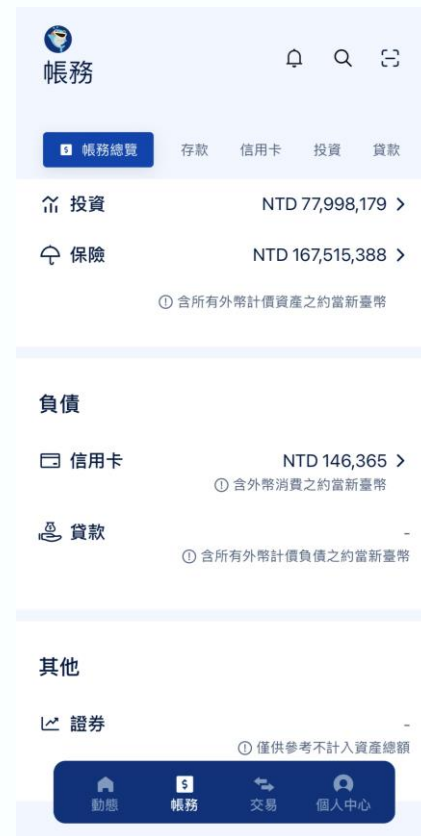 帳務
帳務總覽 存款 信用卡 投資 貸款
投資 NTD 77,998,179
保險 NTD 167,515,388
含所有外幣計價資產之約當新臺幣
負債
信用卡 NTD 146,365
含外幣消費之約當新臺幣
貸款 -
含所有外幣計價負債之約當新臺幣
其他
證券 -
僅供參考不計入資產總額
動態 帳務 交易 個人中心